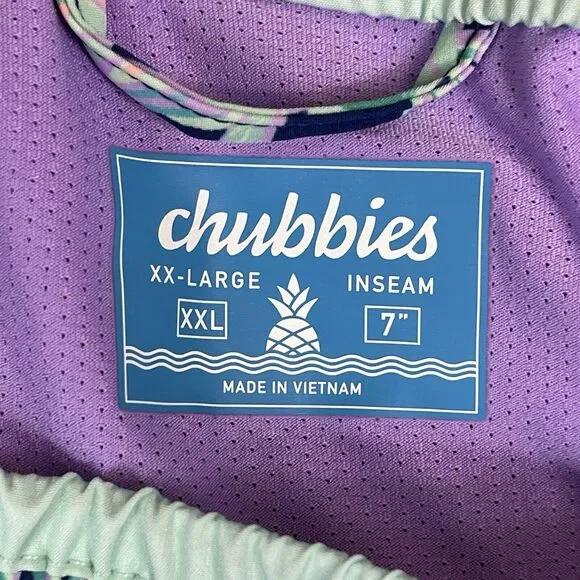 chubbies
XX-LARGE INSEAM
XXL 7"
MADE IN VIETNAM